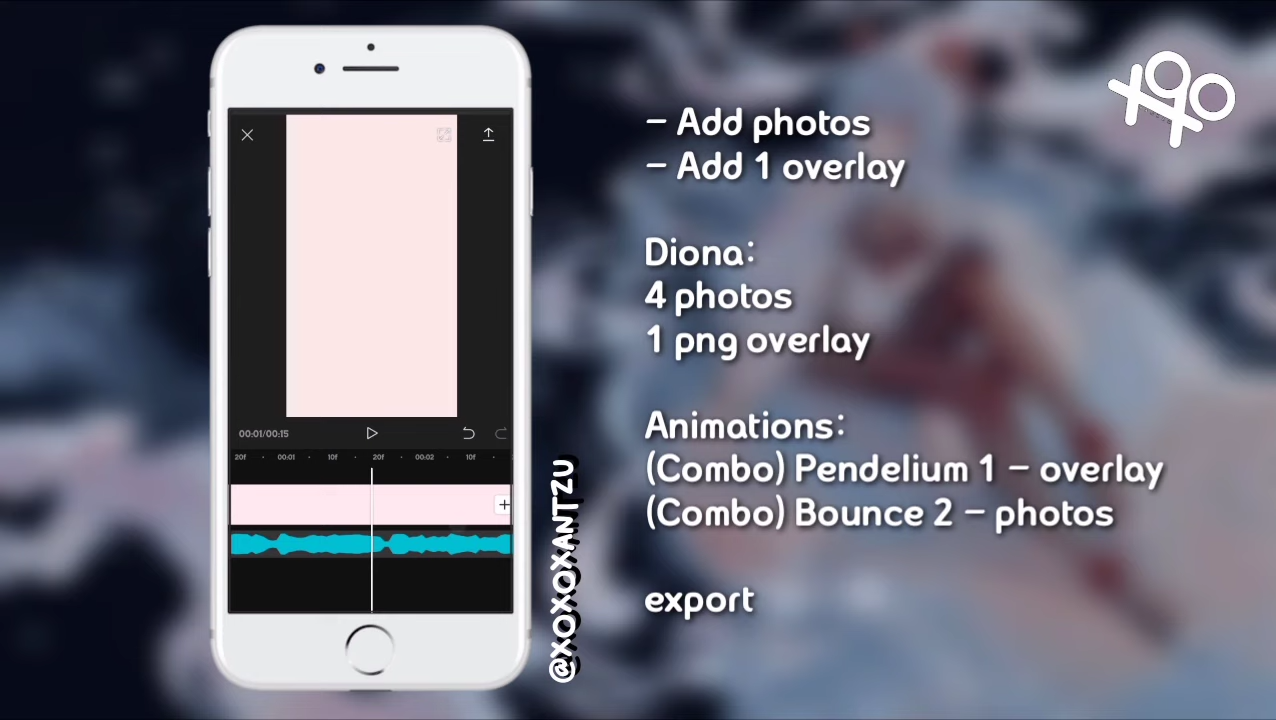 00:01/00:15
20f · 00:01 · 10f · 20f · 00:02 · 10f ·
@XOXOXOXANTZU
– Add photos
– Add 1 overlay
Diona:
4 photos
1 png overlay
Animations:
(Combo) Pendelium 1 – overlay
(Combo) Bounce 2 – photos
export